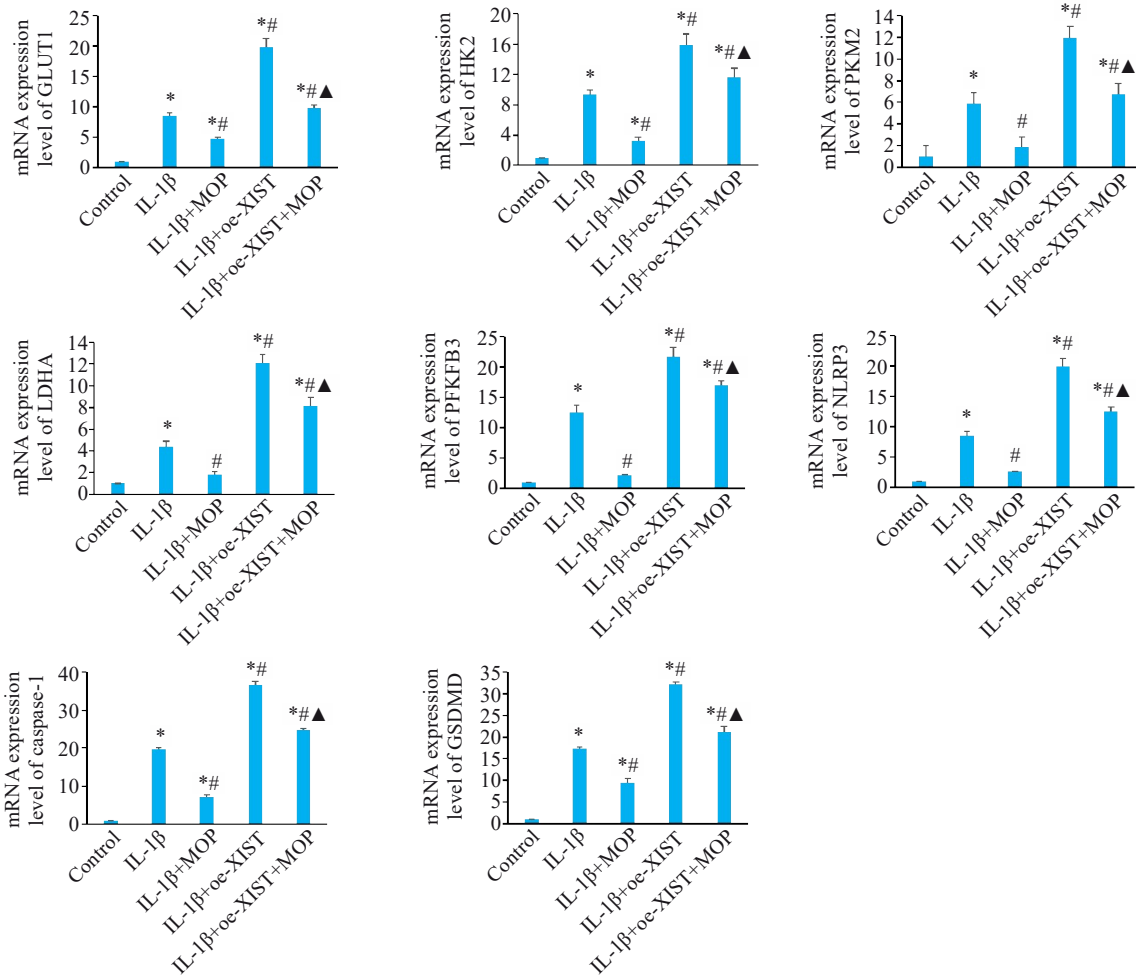 mRNA expression
level of GLUT1
25
20
15
10
5
0
*
*#
*#
*#▲
Control
IL-1β
IL-1β+MOP
IL-1β+oe-XIST
IL-1β+oe-XIST+MOP
mRNA expression
level of HK2
20
16
12
8
4
0
*
*#
*#
*#▲
Control
IL-1β
IL-1β+MOP
IL-1β+oe-XIST
IL-1β+oe-XIST+MOP
mRNA expression
level of PKM2
14
12
10
8
6
4
2
0
*
#
*#
*#▲
Control
IL-1β
IL-1β+MOP
IL-1β+oe-XIST
IL-1β+oe-XIST+MOP
mRNA expression
level of LDHA
14
12
10
8
6
4
2
0
*
#
*#
*#▲
Control
IL-1β
IL-1β+MOP
IL-1β+oe-XIST
IL-1β+oe-XIST+MOP
mRNA expression
level of PFKFB3
25
20
15
10
5
0
*
#
*#
*#▲
Control
IL-1β
IL-1β+MOP
IL-1β+oe-XIST
IL-1β+oe-XIST+MOP
mRNA expression
level of NLRP3
25
20
15
10
5
0
*
#
*#
*#▲
Control
IL-1β
IL-1β+MOP
IL-1β+oe-XIST
IL-1β+oe-XIST+MOP
mRNA expression
level of caspase-1
40
30
20
10
0
*
*#
*#
*#▲
Control
IL-1β
IL-1β+MOP
IL-1β+oe-XIST
IL-1β+oe-XIST+MOP
mRNA expression
level of GSDMD
35
30
25
20
15
10
5
0
*
*#
*#
*#▲
Control
IL-1β
IL-1β+MOP
IL-1β+oe-XIST
IL-1β+oe-XIST+MOP